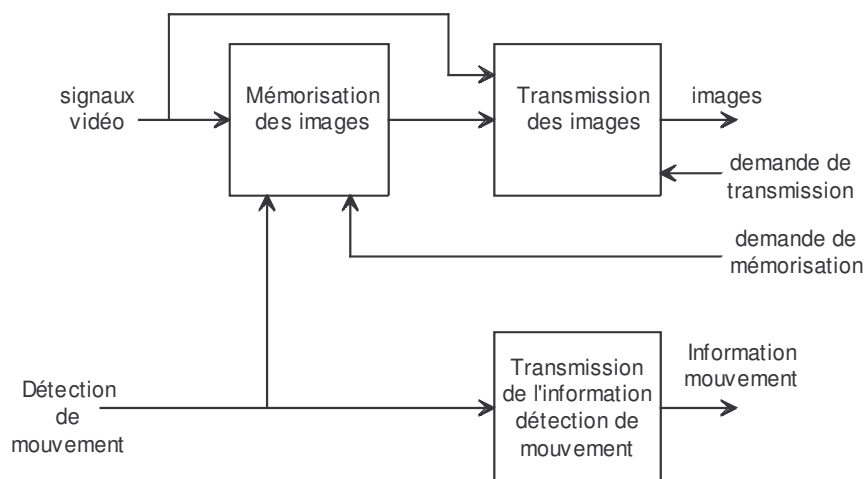 signaux
vidéo
Mémorisation
des images
Transmission
des images
images
demande de
transmission
demande de
mémorisation
Détection
de
mouvement
Transmission
de l'information
détection de
mouvement
Information
mouvement